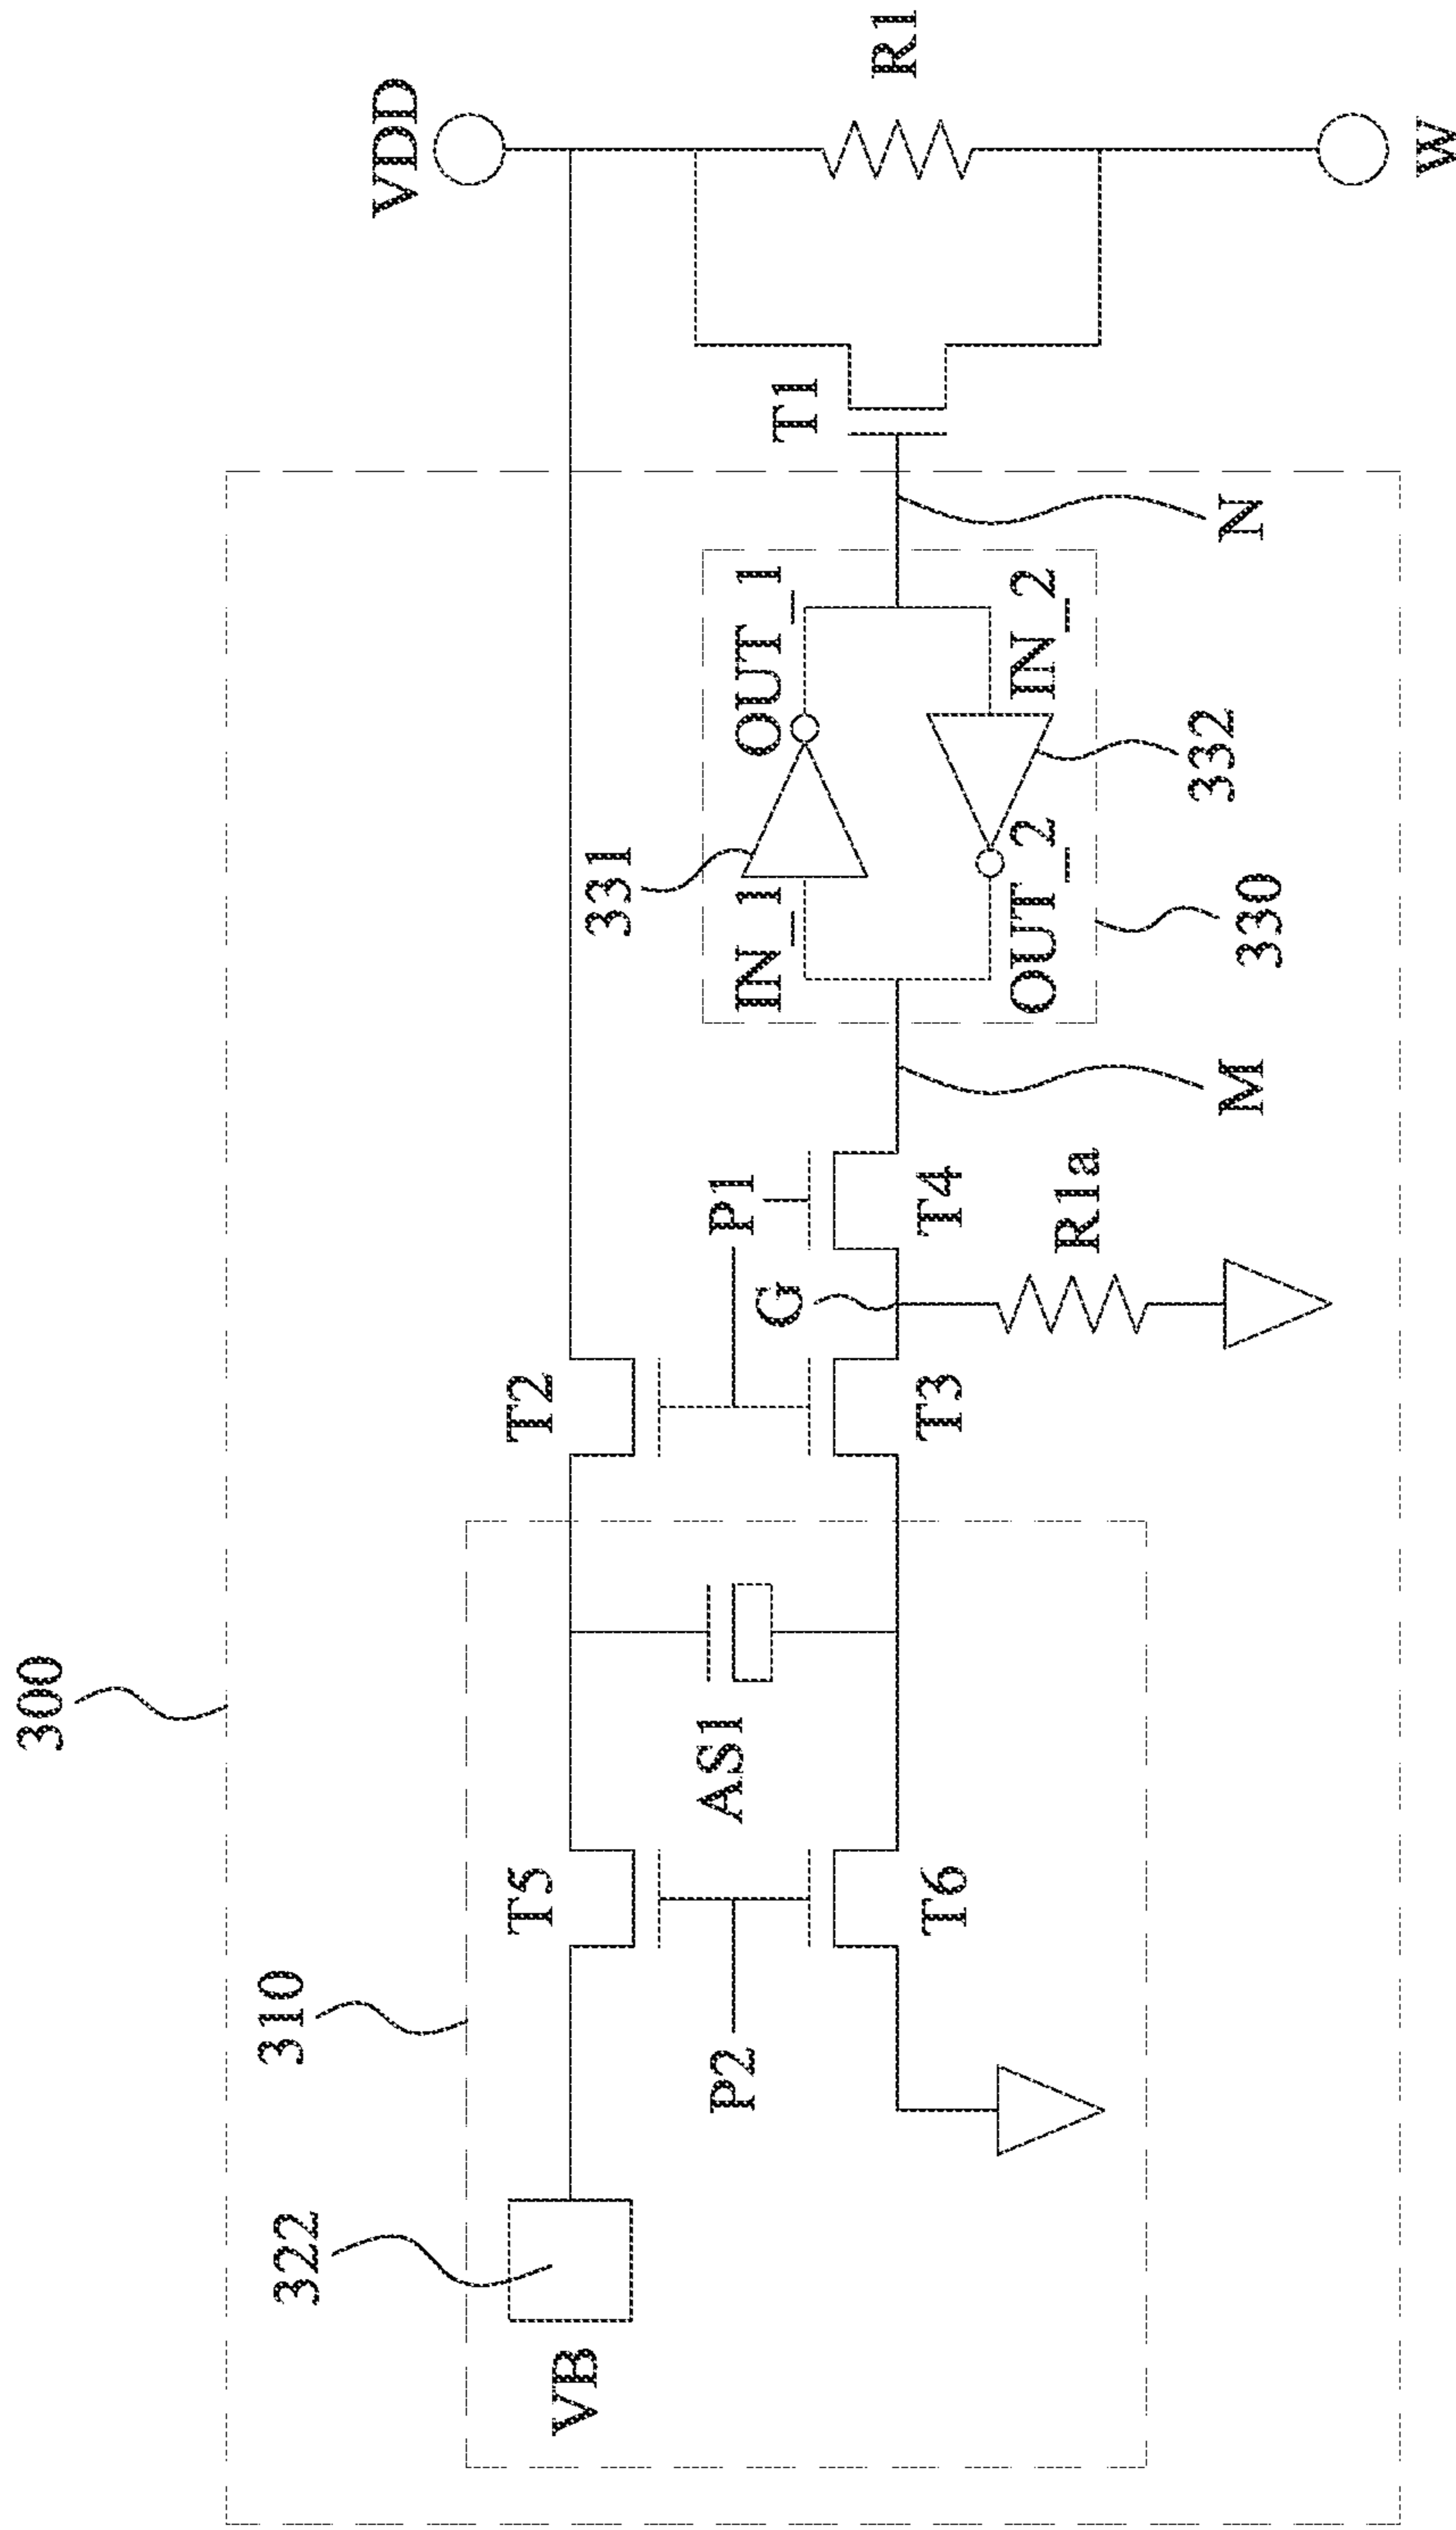 300
322
310
VB
T5
P2
T6
AS1
T2
T3
P1
G
T4
R1a
M
331
IN_1
OUT_1
OUT_2
IN_2
332
330
N
T1
VDD
R1
W